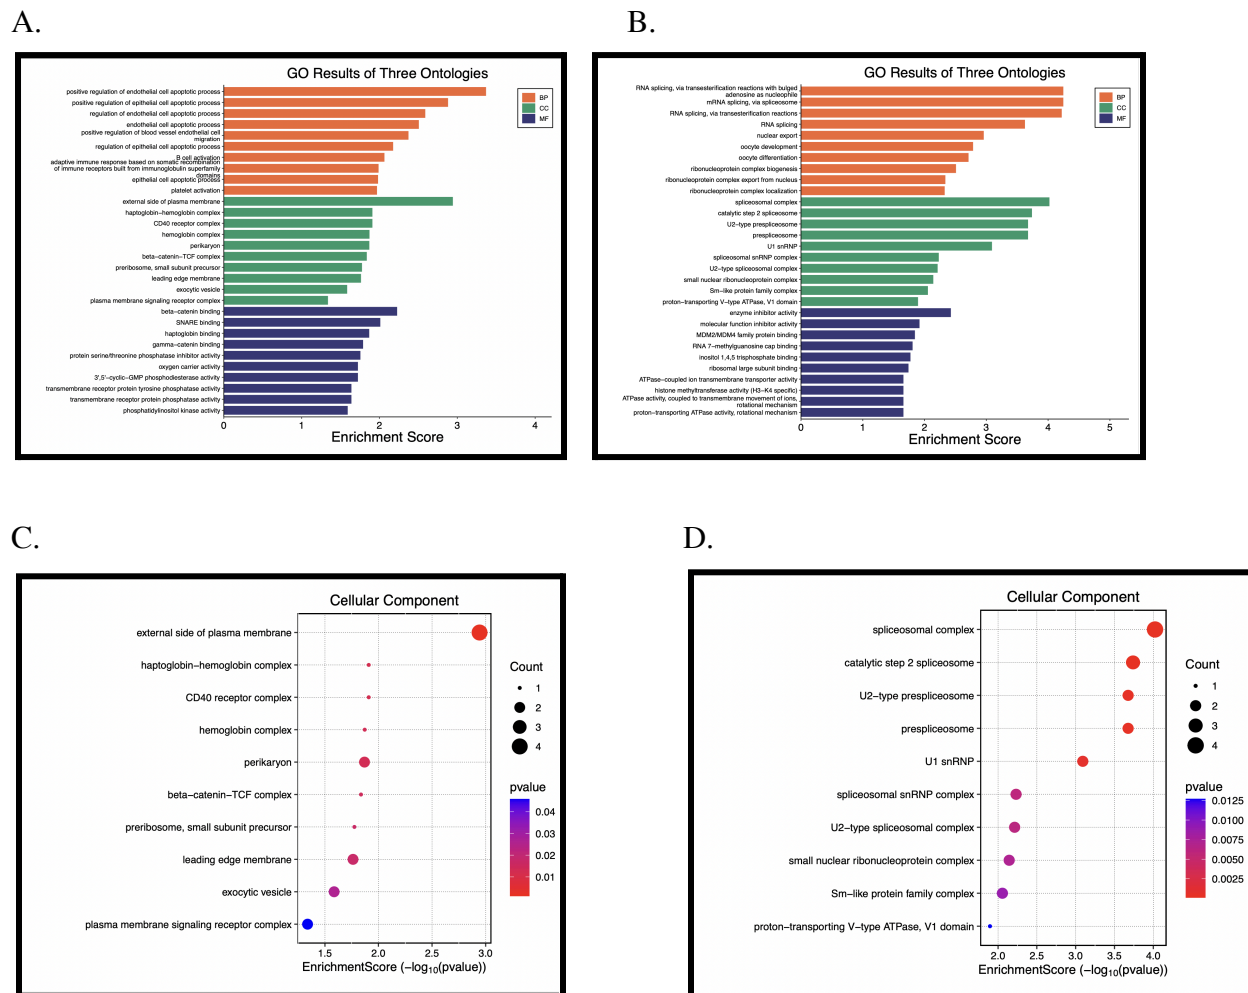 A.
B.
GO Results of Three Ontologies
positive regulation of endothelial cell apoptotic process
positive regulation of epithelial cell apoptotic process
regulation of endothelial cell apoptotic process
endothelial cell apoptotic process
positive regulation of blood vessel endothelial cell
migration
regulation of epithelial cell apoptotic process
B cell activation
adaptive immune response based on somatic recombination
of immune receptors built from immunoglobulin superfamily
domains
epithelial cell apoptotic process
platelet activation
external side of plasma membrane
haptoglobin−hemoglobin complex
CD40 receptor complex
hemoglobin complex
perikaryon
beta−catenin−TCF complex
preribosome, small subunit precursor
leading edge membrane
exocytic vesicle
plasma membrane signaling receptor complex
beta−catenin binding
SNARE binding
haptoglobin binding
gamma−catenin binding
protein serine/threonine phosphatase inhibitor activity
oxygen carrier activity
3',5'−cyclic−GMP phosphodiesterase activity
transmembrane receptor protein tyrosine phosphatase activity
transmembrane receptor protein phosphatase activity
phosphatidylinositol kinase activity
0 1 2 3 4
Enrichment Score
BP
CC
MF
GO Results of Three Ontologies
RNA splicing, via transesterification reactions with bulged
adenosine as nucleophile
mRNA splicing, via spliceosome
RNA splicing, via transesterification reactions
RNA splicing
nuclear export
oocyte development
oocyte differentiation
ribonucleoprotein complex biogenesis
ribonucleoprotein complex export from nucleus
ribonucleoprotein complex localization
spliceosomal complex
catalytic step 2 spliceosome
U2−type prespliceosome
prespliceosome
U1 snRNP
spliceosomal snRNP complex
U2−type spliceosomal complex
small nuclear ribonucleoprotein complex
Sm−like protein family complex
proton−transporting V−type ATPase, V1 domain
enzyme inhibitor activity
molecular function inhibitor activity
MDM2/MDM4 family protein binding
RNA 7−methylguanosine cap binding
inositol 1,4,5 trisphosphate binding
ribosomal large subunit binding
ATPase−coupled ion transmembrane transporter activity
histone methyltransferase activity (H3−K4 specific)
ATPase activity, coupled to transmembrane movement of ions,
rotational mechanism
proton−transporting ATPase activity, rotational mechanism
0 1 2 3 4 5
Enrichment Score
BP
CC
MF
C.
D.
Cellular Component
external side of plasma membrane
haptoglobin−hemoglobin complex
CD40 receptor complex
hemoglobin complex
perikaryon
beta−catenin−TCF complex
preribosome, small subunit precursor
leading edge membrane
exocytic vesicle
plasma membrane signaling receptor complex
1.5 2.0 2.5 3.0
EnrichmentScore (−log10(pvalue))
Count
1
2
3
4
pvalue
0.04
0.03
0.02
0.01
Cellular Component
spliceosomal complex
catalytic step 2 spliceosome
U2−type prespliceosome
prespliceosome
U1 snRNP
spliceosomal snRNP complex
U2−type spliceosomal complex
small nuclear ribonucleoprotein complex
Sm−like protein family complex
proton−transporting V−type ATPase, V1 domain
2.0 2.5 3.0 3.5 4.0
EnrichmentScore (−log10(pvalue))
Count
1
2
3
4
pvalue
0.0125
0.0100
0.0075
0.0050
0.0025